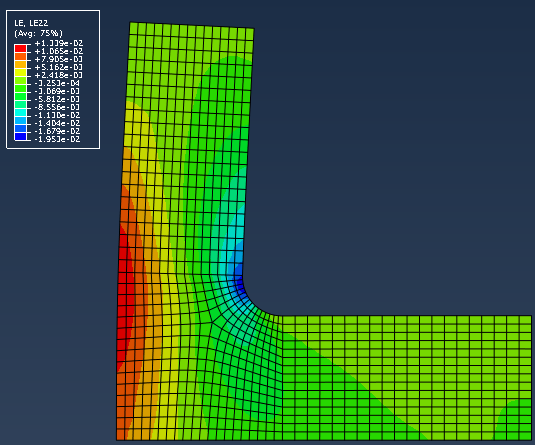 LE, LE22
(Avg: 75%)
+1.339e-02
+1.065e-02
+7.905e-03
+5.162e-03
+2.418e-03
-3.253e-04
-3.069e-03
-5.812e-03
-8.556e-03
-1.130e-02
-1.404e-02
-1.679e-02
-1.953e-02